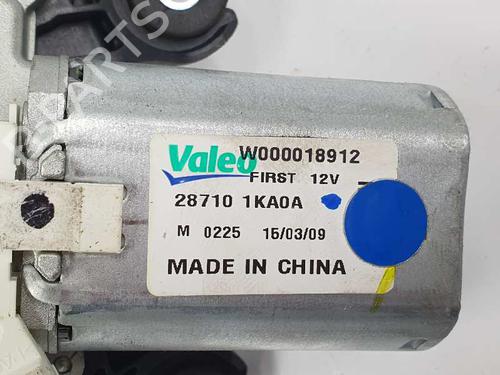 Valeo W000018912
FIRST 12V
28710 1KA0A
M 0225 15/03/09
MADE IN CHINA